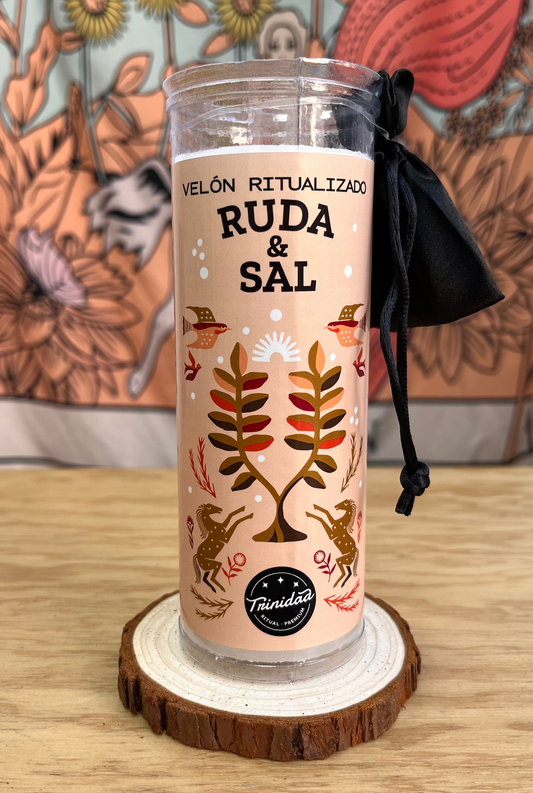 VELÓN RITUALIZADO
RUDA
&
SAL
Trinidad
RITUAL · PREMIUM